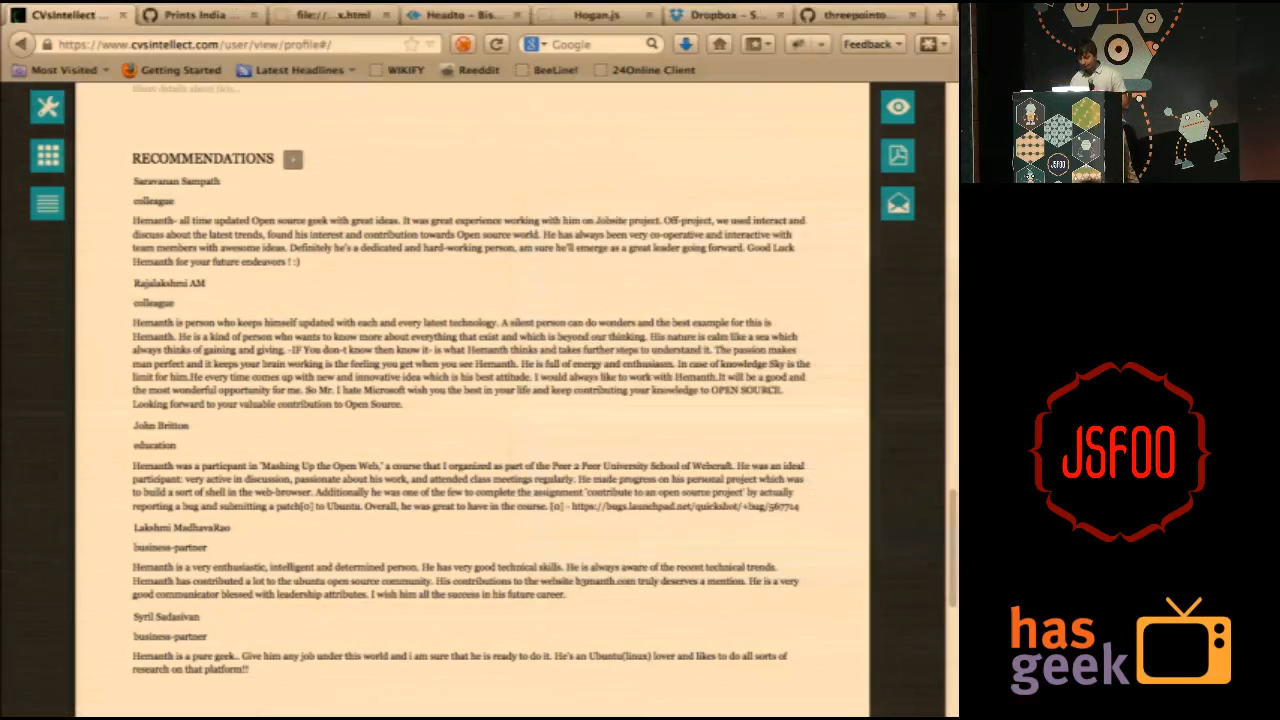 CVsIntellect
Prints India ...
file://...x.html
Headto - Bis...
Hogan.js
Dropbox - S...
threepointo...
https://www.cvsintellect.com/user/view/profile#/
Google
Feedback
Most Visited
Getting Started
Latest Headlines
WIKIFY
Reeddit
BeeLine!
24Online Client
RECOMMENDATIONS
Saravanan Sampath
colleague
Hemanth- all time updated Open source geek with great ideas. It was great experience working with him on Jobsite project. Off-project, we used interact and
discuss about the latest trends, found his interest and contribution towards Open source world. He has always been very co-operative and interactive with
team members with awesome ideas. Definitely he's a dedicated and hard-working person, am sure he'll emerge as a great leader going forward. Good Luck
Hemanth for your future endeavors ! :)
Rajalakshmi AM
colleague
Hemanth is person who keeps himself updated with each and every latest technology. A silent person can do wonders and the best example for this is
Hemanth. He is a kind of person who wants to know more about everything that exist and which is beyond our thinking. His nature is calm like a sea which
always thinks of gaining and giving. -IF You don-t know then know it- is what Hemanth thinks and takes further steps to understand it. The passion makes
man perfect and it keeps your brain working is the feeling you get when you see Hemanth. He is full of energy and enthusiasm. In case of knowledge Sky is the
limit for him.He every time comes up with new and innovative idea which is his best attitude. I would always like to work with Hemanth.It will be a good and
the most wonderful opportunity for me. So Mr. I hate Microsoft wish you the best in your life and keep contributing your knowledge to OPEN SOURCE.
Looking forward to your valuable contribution to Open Source.
John Britton
education
Hemanth was a particpant in 'Mashing Up the Open Web,' a course that I organized as part of the Peer 2 Peer University School of Webcraft. He was an ideal
participant: very active in discussion, passionate about his work, and attended class meetings regularly. He made progress on his personal project which was
to build a sort of shell in the web-browser. Additionally he was one of the few to complete the assignment 'contribute to an open source project' by actually
reporting a bug and submitting a patch[0] to Ubuntu. Overall, he was great to have in the course. [0] - https://bugs.launchpad.net/quickshot/+bug/567714
Lakshmi MadhavaRao
business-partner
Hemanth is a very enthusiastic, intelligent and determined person. He has very good technical skills. He is always aware of the recent technical trends.
Hemanth has contributed a lot to the ubuntu open source community. His contributions to the website h3manth.com truly deserves a mention. He is a very
good communicator blessed with leadership attributes. I wish him all the success in his future career.
Syril Sadasivan
business-partner
Hemanth is a pure geek.. Give him any job under this world and i am sure that he is ready to do it. He's an Ubuntu(linux) lover and likes to do all sorts of
research on that platform!!
JSFOO
JSFOO
has
geek